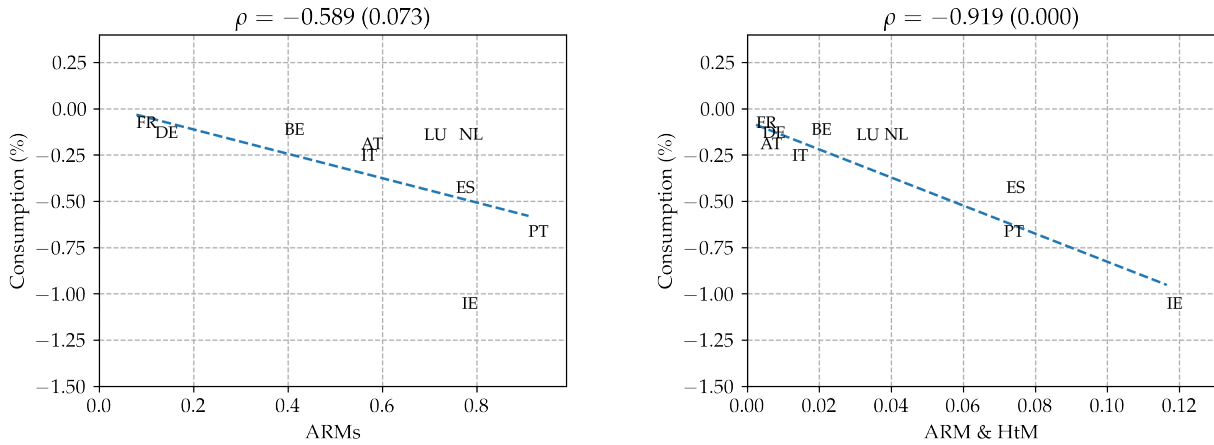 ρ = −0.589 (0.073)
0.25
0.00
−0.25
−0.50
−0.75
−1.00
−1.25
−1.50
Consumption (%)
FR
DE
BE
AT
IT
LU
NL
ES
PT
IE
0.0
0.2
0.4
0.6
0.8
ARMs
ρ = −0.919 (0.000)
0.25
0.00
−0.25
−0.50
−0.75
−1.00
−1.25
−1.50
Consumption (%)
FR
DE
AT
IT
BE
LU
NL
ES
PT
IE
0.00
0.02
0.04
0.06
0.08
0.10
0.12
ARM & HtM